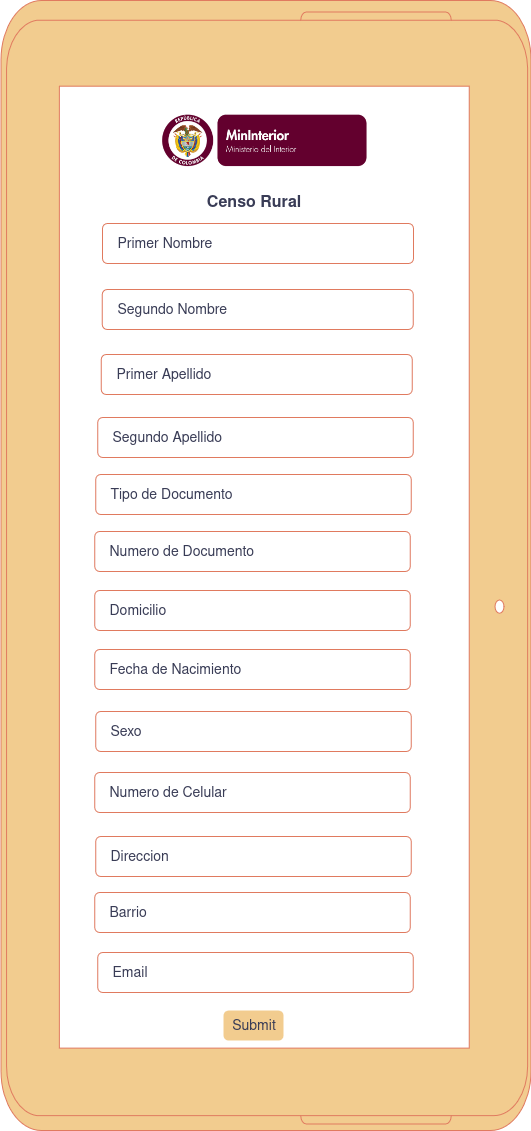 REPÚBLICA
DE COLOMBIA
MinInterior
Ministerio del Interior
Censo Rural
Primer Nombre
Segundo Nombre
Primer Apellido
Segundo Apellido
Tipo de Documento
Numero de Documento
Domicilio
Fecha de Nacimiento
Sexo
Numero de Celular
Direccion
Barrio
Email
Submit